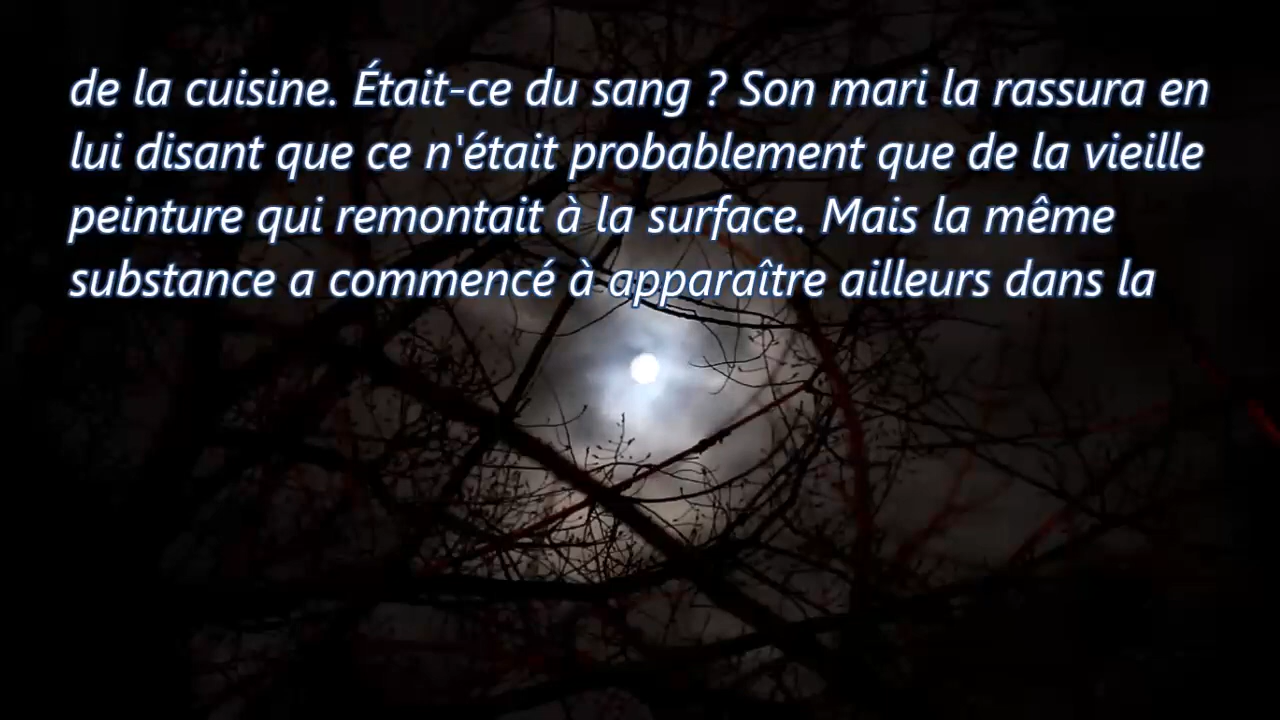 de la cuisine. Était-ce du sang ? Son mari la rassura en
lui disant que ce n'était probablement que de la vieille
peinture qui remontait à la surface. Mais la même
substance a commencé à apparaître ailleurs dans la